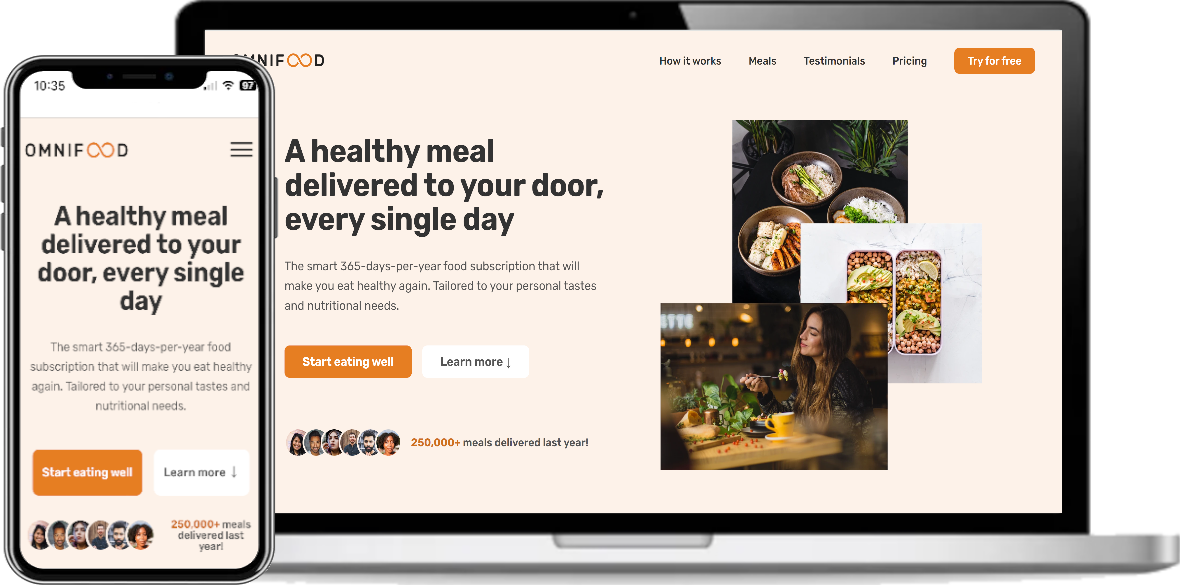 10:35
97
OMNIFOOD
A healthy meal
delivered to your
door, every single
day
The smart 365-days-per-year food
subscription that will make you eat healthy
again. Tailored to your personal tastes and
nutritional needs.
Start eating well
Learn more ↓
250,000+ meals
delivered last
year!
OMNIFOOD
How it works
Meals
Testimonials
Pricing
Try for free
A healthy meal
delivered to your door,
every single day
The smart 365-days-per-year food subscription that will
make you eat healthy again. Tailored to your personal tastes
and nutritional needs.
Start eating well
Learn more ↓
250,000+ meals delivered last year!